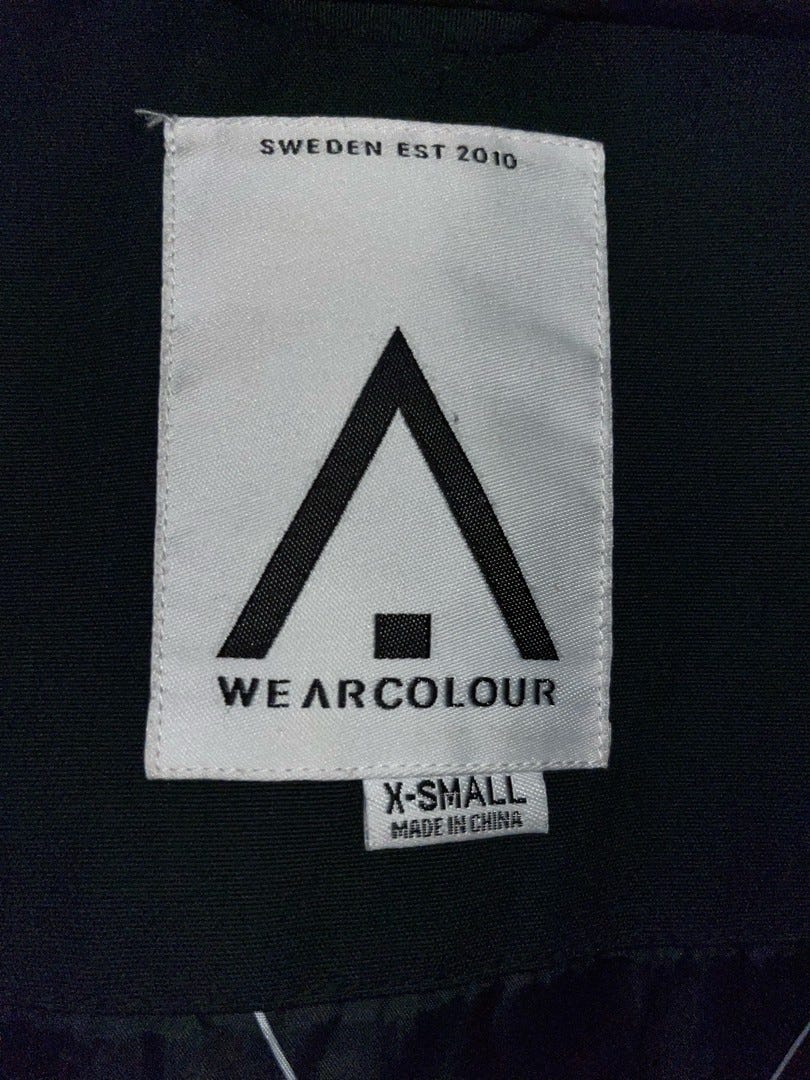 SWEDEN EST 2010
WEARCOLOUR
X-SMALL
MADE IN CHINA